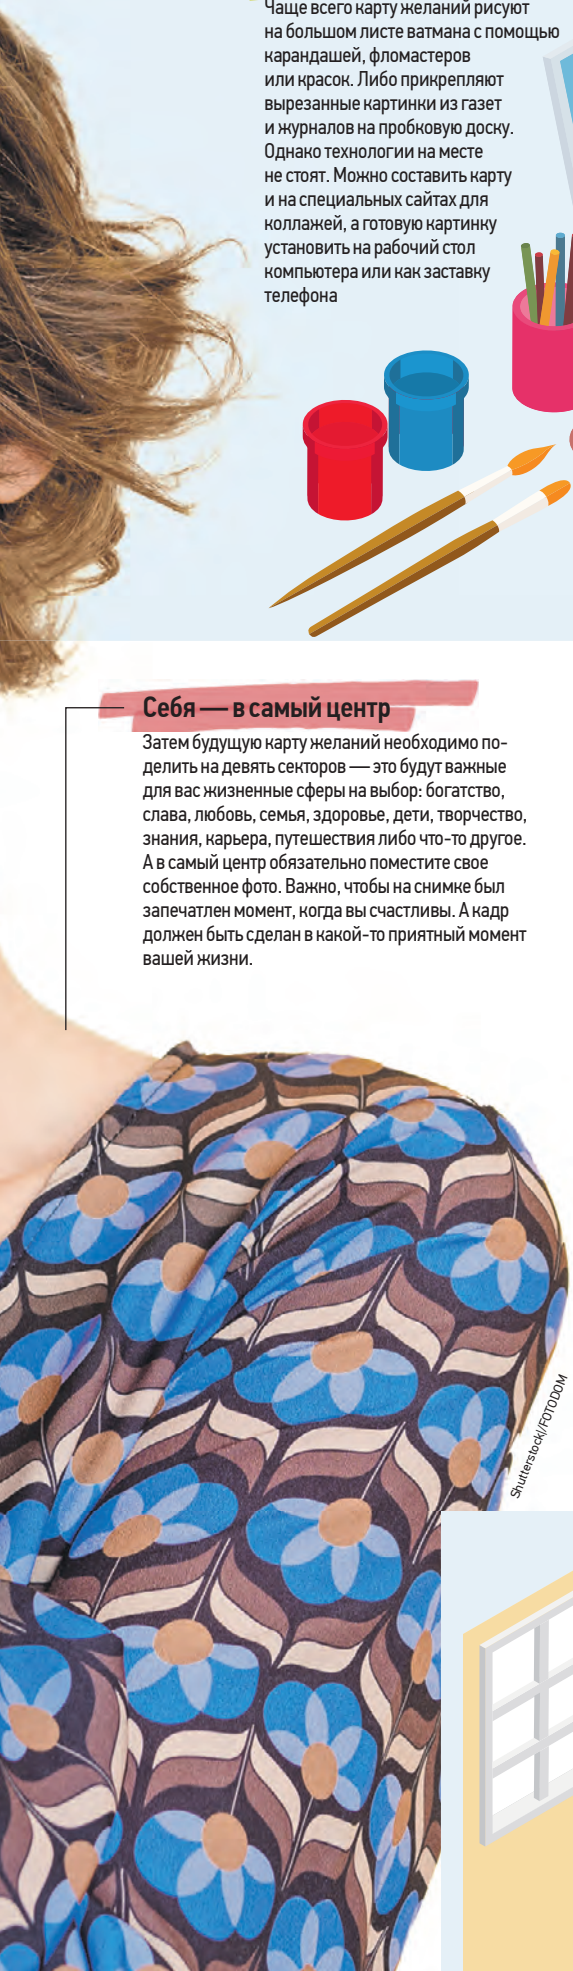 Чаще всего карту желаний рисуют
на большом листе ватмана с помощью
карандашей, фломастеров
или красок. Либо прикрепляют
вырезанные картинки из газет
и журналов на пробковую доску.
Однако технологии на месте
не стоят. Можно составить карту
и на специальных сайтах для
коллажей, а готовую картинку
установить на рабочий стол
компьютера или как заставку
телефона
Себя — в самый центр
Затем будущую карту желаний необходимо по-
делить на девять секторов — это будут важные
для вас жизненные сферы на выбор: богатство,
слава, любовь, семья, здоровье, дети, творчество,
знания, карьера, путешествия либо что-то другое.
А в самый центр обязательно поместите свое
собственное фото. Важно, чтобы на снимке был
запечатлен момент, когда вы счастливы. А кадр
должен быть сделан в какой-то приятный момент
вашей жизни.
Shutterstock//FOTODOM